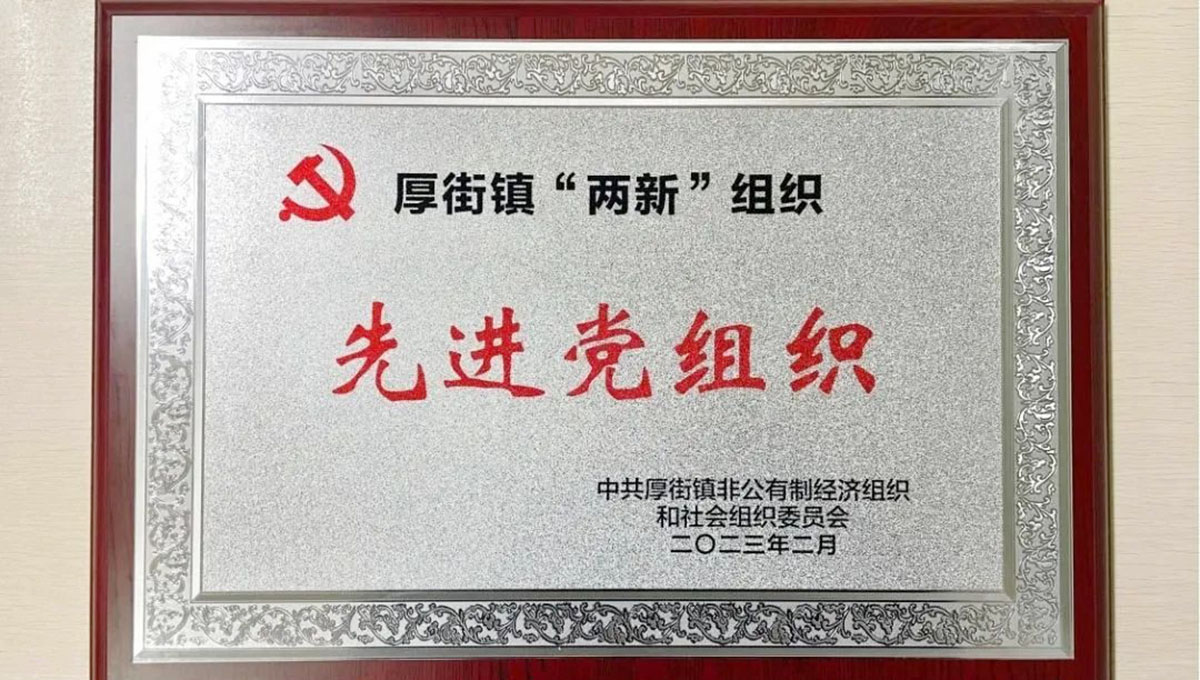 厚街镇“两新”组织
先进党组织
中共厚街镇非公有制经济组织
和社会组织委员会
二〇二三年二月